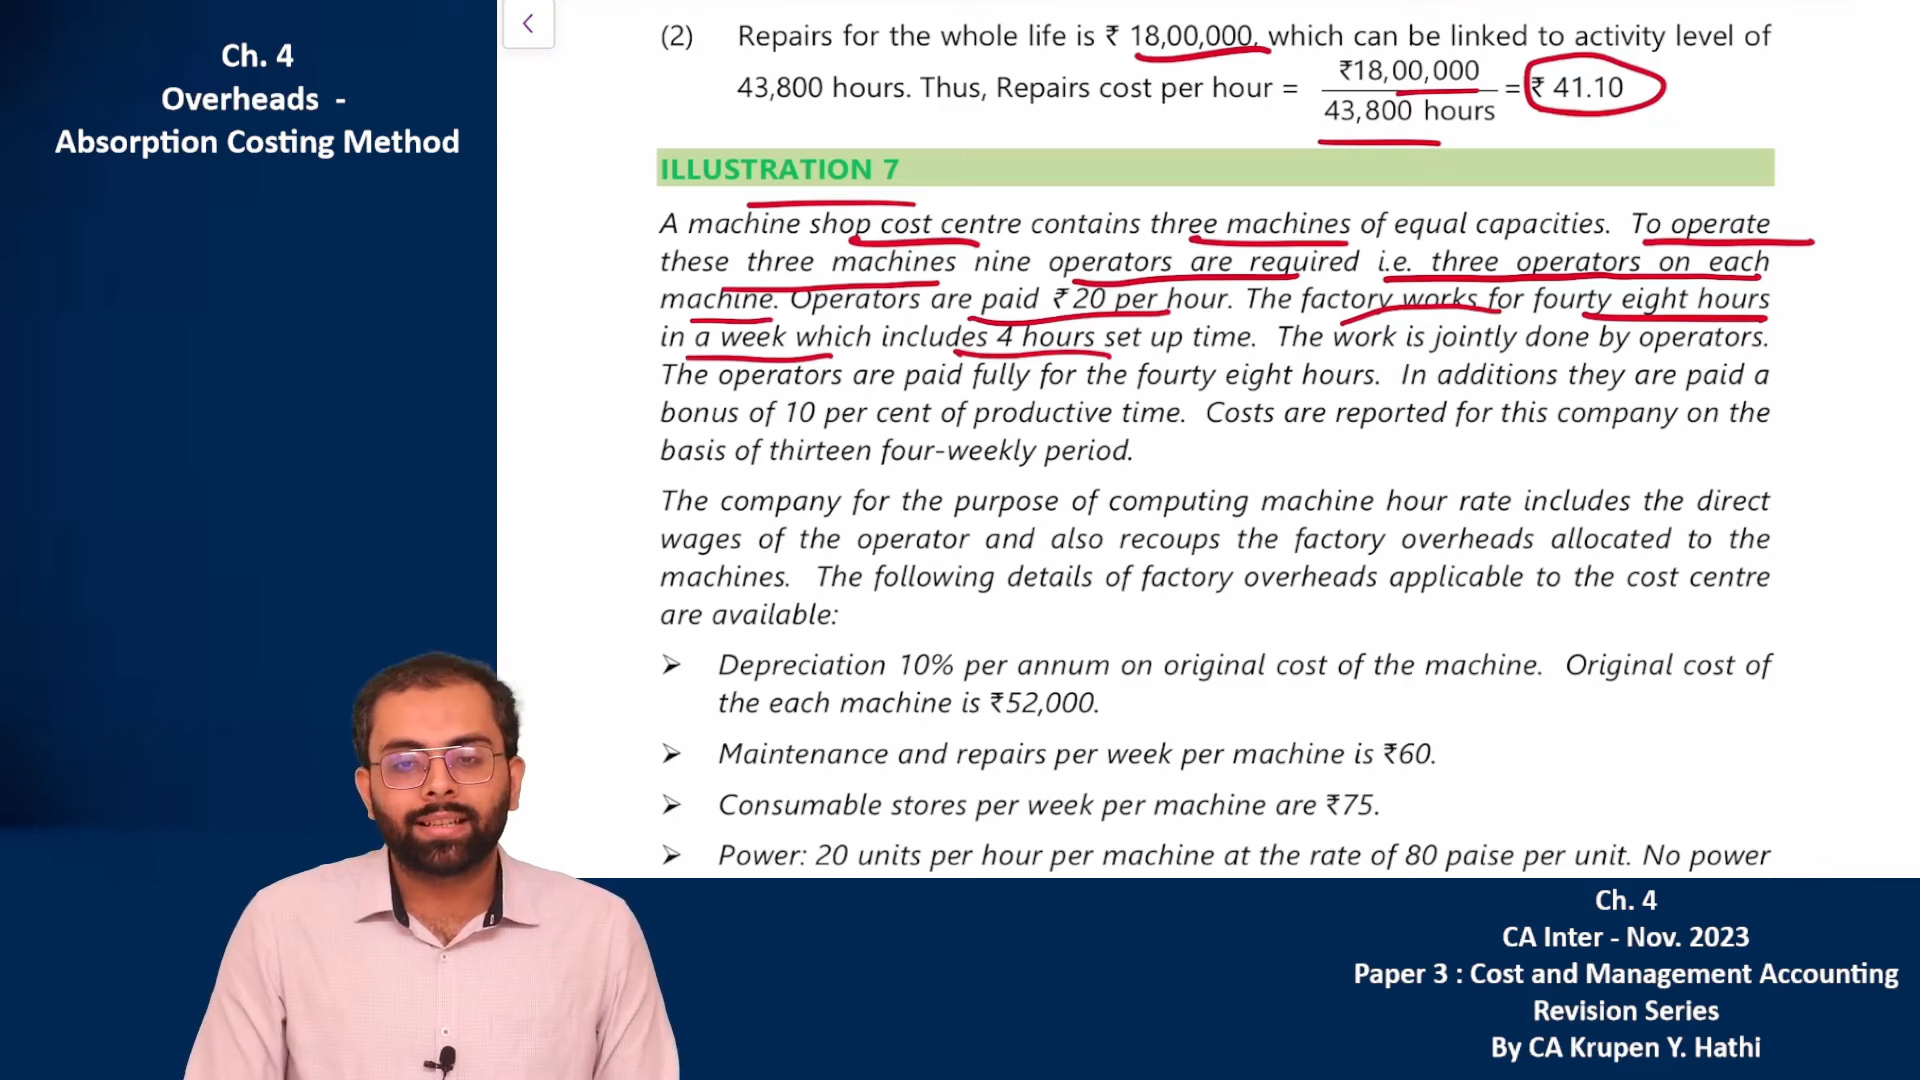 Ch. 4
Overheads -
Absorption Costing Method
(2) Repairs for the whole life is ₹ 18,00,000, which can be linked to activity level of
43,800 hours. Thus, Repairs cost per hour = ₹18,00,000 / 43,800 hours = ₹ 41.10
ILLUSTRATION 7
A machine shop cost centre contains three machines of equal capacities. To operate
these three machines nine operators are required i.e. three operators on each
machine. Operators are paid ₹20 per hour. The factory works for fourty eight hours
in a week which includes 4 hours set up time. The work is jointly done by operators.
The operators are paid fully for the fourty eight hours. In additions they are paid a
bonus of 10 per cent of productive time. Costs are reported for this company on the
basis of thirteen four-weekly period.
The company for the purpose of computing machine hour rate includes the direct
wages of the operator and also recoups the factory overheads allocated to the
machines. The following details of factory overheads applicable to the cost centre
are available:
➢ Depreciation 10% per annum on original cost of the machine. Original cost of
the each machine is ₹52,000.
➢ Maintenance and repairs per week per machine is ₹60.
➢ Consumable stores per week per machine are ₹75.
➢ Power: 20 units per hour per machine at the rate of 80 paise per unit. No power
Ch. 4
CA Inter - Nov. 2023
Paper 3 : Cost and Management Accounting
Revision Series
By CA Krupen Y. Hathi